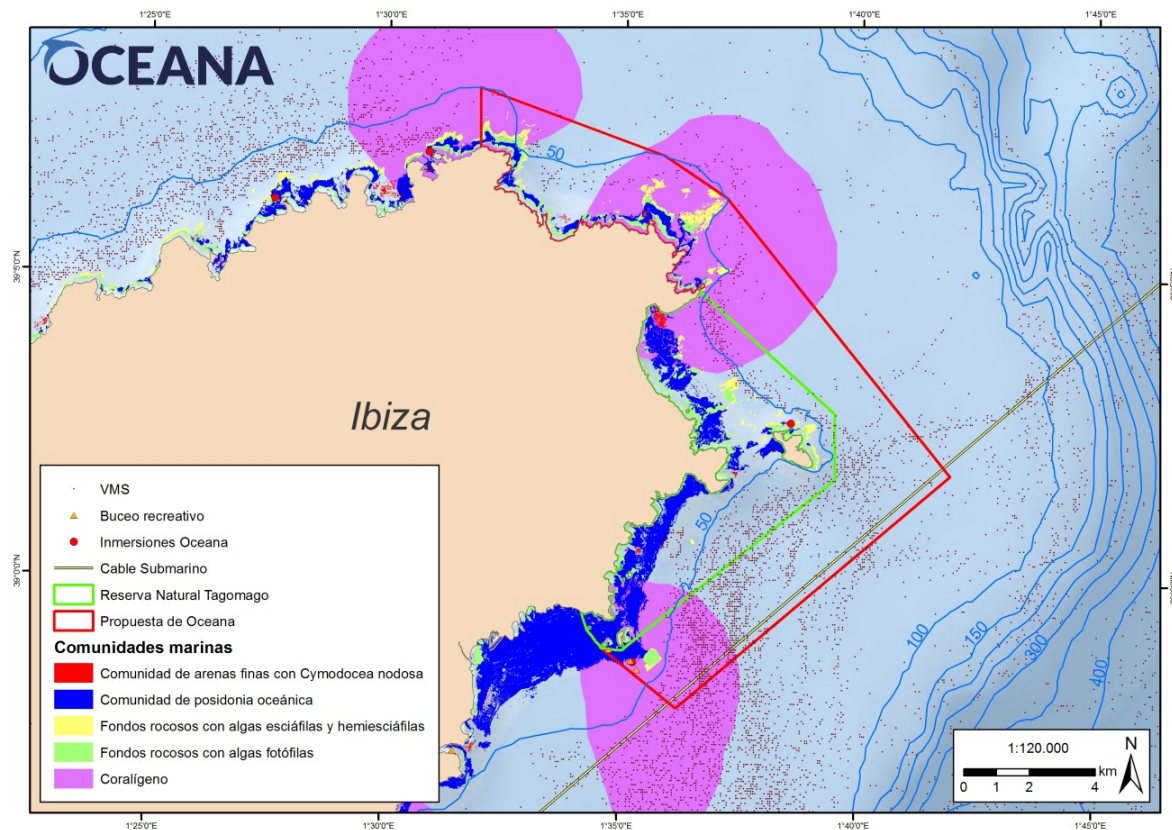 1°25'0"E
1°30'0"E
1°35'0"E
1°40'0"E
1°45'0"E
OCEANA
50
39°5'0"N
Ibiza
50
39°0'0"N
100
150
300
400
VMS
Buceo recreativo
Inmersiones Oceana
Cable Submarino
Reserva Natural Tagomago
Propuesta de Oceana
Comunidades marinas
Comunidad de arenas finas con Cymodocea nodosa
Comunidad de posidonia oceánica
Fondos rocosos con algas esciáfilas y hemiesciáfilas
Fondos rocosos con algas fotófilas
Coralígeno
1:120.000
N
km
0 1 2 4
1°25'0"E
1°30'0"E
1°35'0"E
1°40'0"E
1°45'0"E